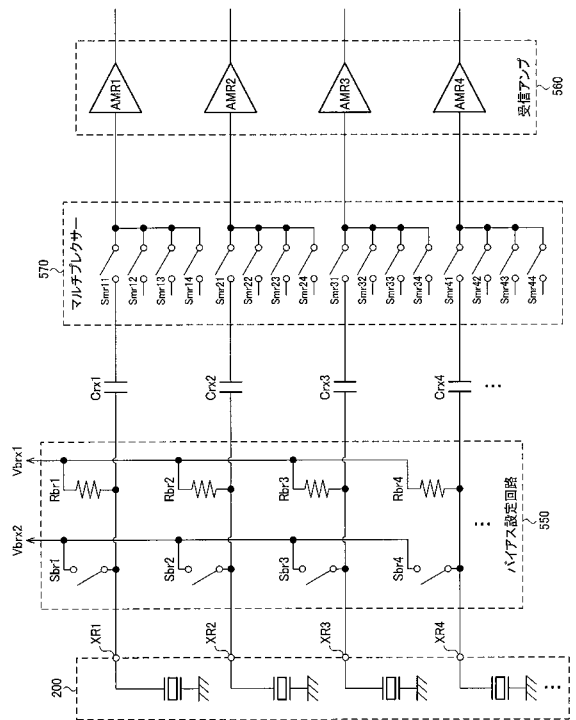 200
XR1
XR2
XR3
XR4
...
Vbrx2
Vbrx1
Sbr1
Sbr2
Sbr3
Sbr4
Rbr1
Rbr2
Rbr3
Rbr4
...
バイアス設定回路
550
Crx1
Crx2
Crx3
Crx4
...
570
マルチプレクサー
Smr11
Smr12
Smr13
Smr14
Smr21
Smr22
Smr23
Smr24
Smr31
Smr32
Smr33
Smr34
Smr41
Smr42
Smr43
Smr44
AMR1
AMR2
AMR3
AMR4
受信アンプ
560